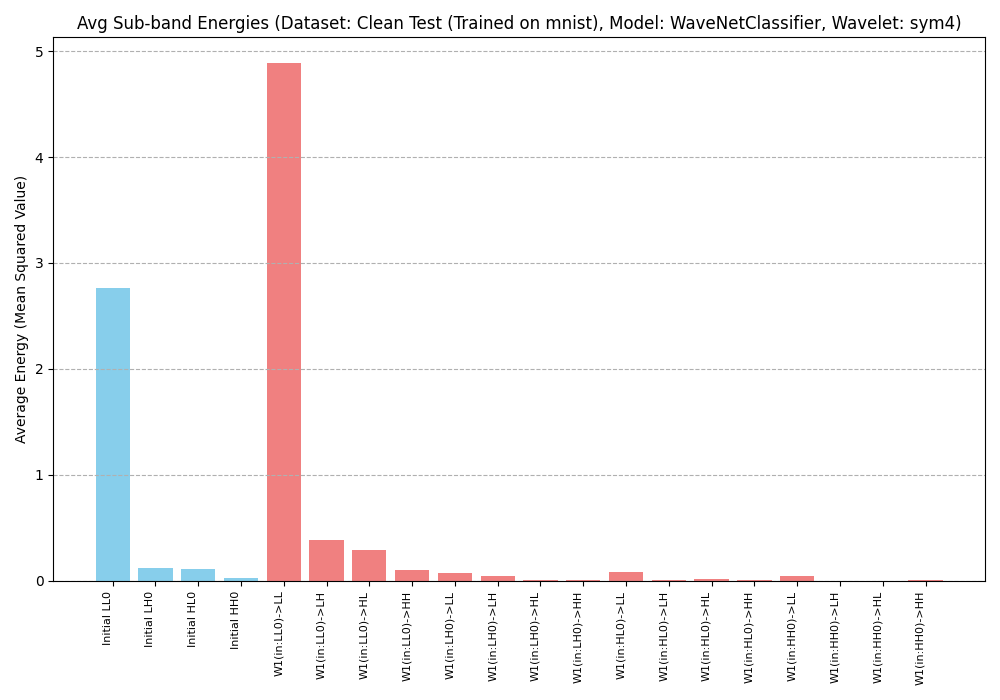 Avg Sub-band Energies (Dataset: Clean Test (Trained on mnist), Model: WaveNetClassifier, Wavelet: sym4)
Average Energy (Mean Squared Value)
5
4
3
2
1
0
Initial LL0
Initial LH0
Initial HL0
Initial HH0
W1(in:LL0)->LL
W1(in:LL0)->LH
W1(in:LL0)->HL
W1(in:LL0)->HH
W1(in:LH0)->LL
W1(in:LH0)->LH
W1(in:LH0)->HL
W1(in:LH0)->HH
W1(in:HL0)->LL
W1(in:HL0)->LH
W1(in:HL0)->HL
W1(in:HL0)->HH
W1(in:HH0)->LL
W1(in:HH0)->LH
W1(in:HH0)->HL
W1(in:HH0)->HH